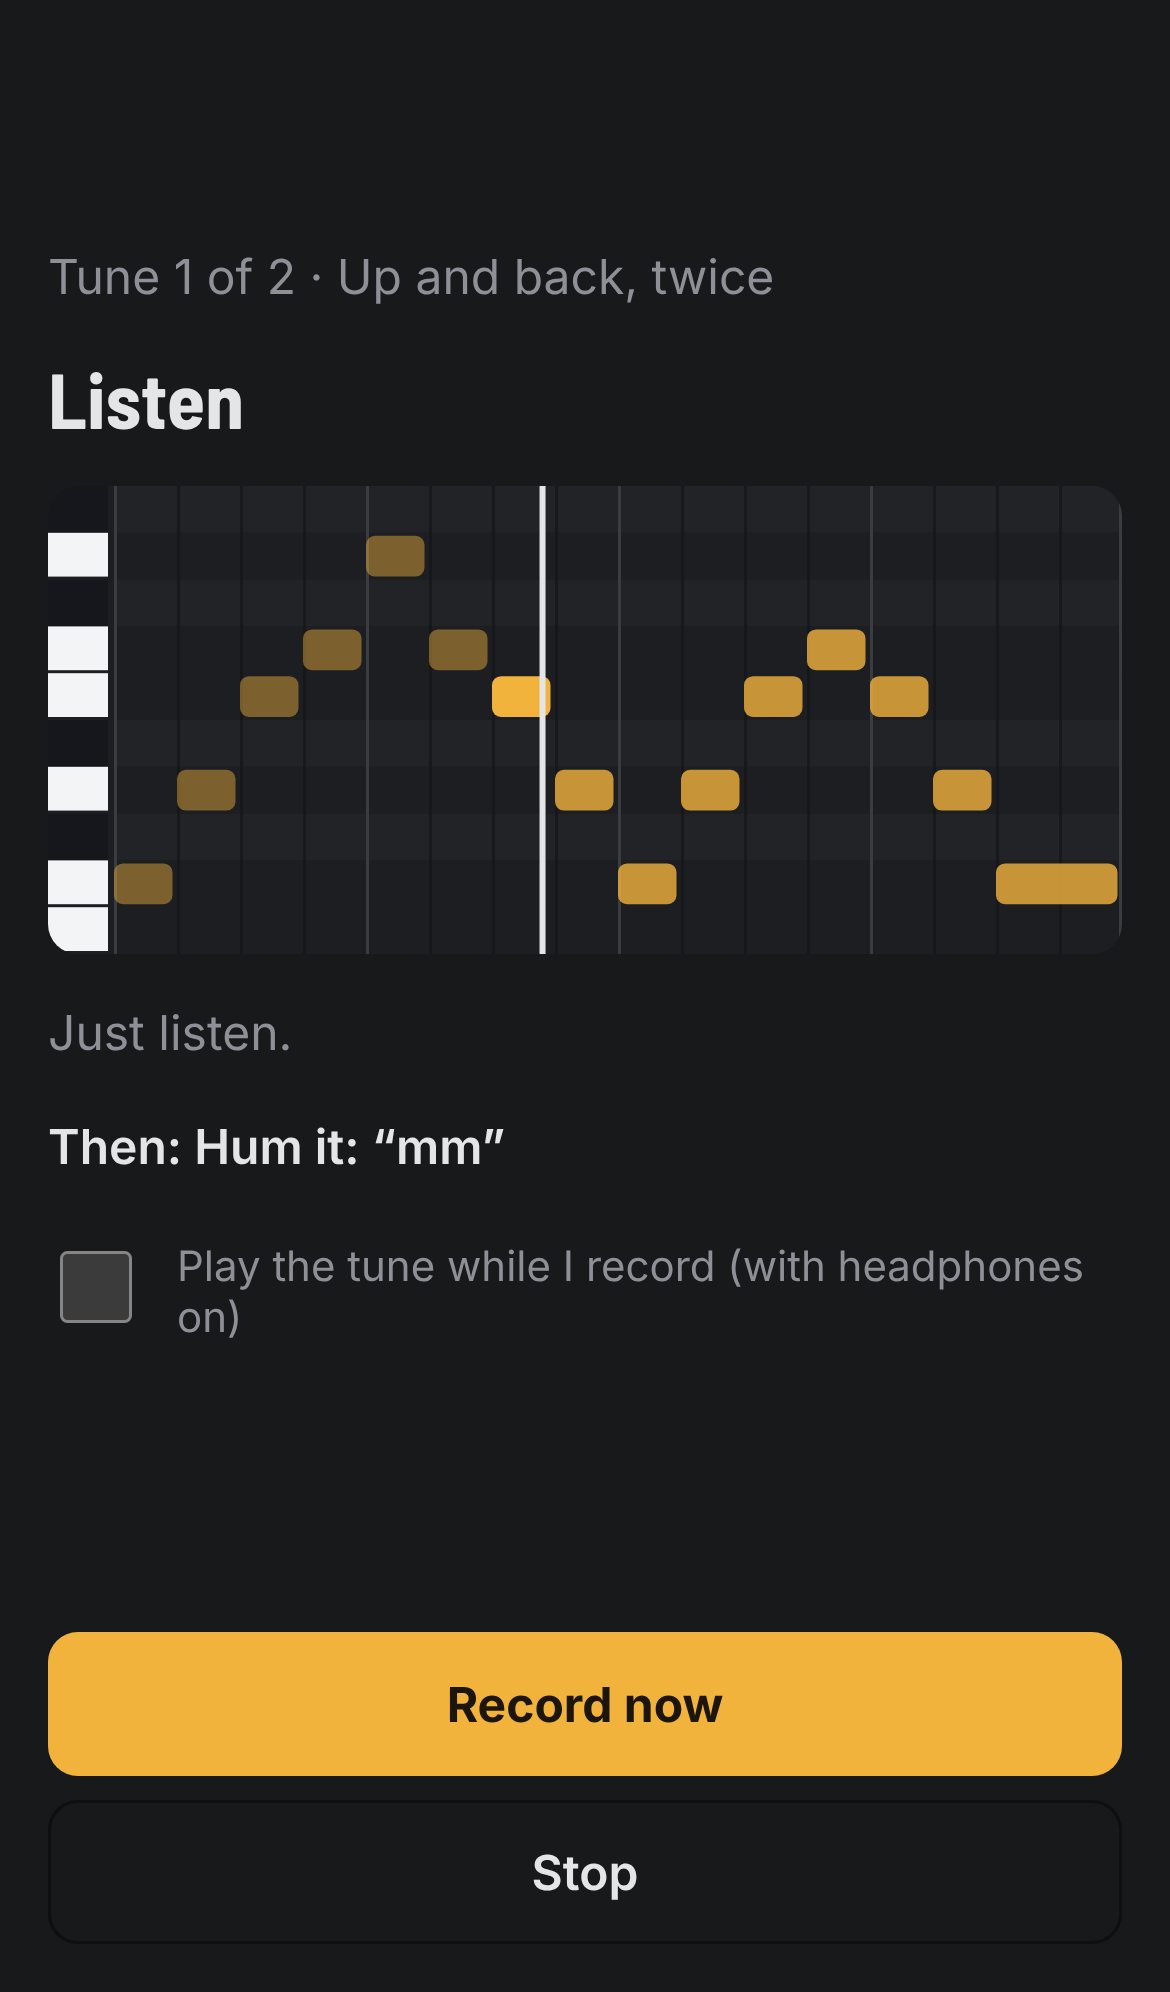 Tune 1 of 2 · Up and back, twice
Listen
Just listen.
Then: Hum it: “mm”
Play the tune while I record (with headphones
on)
Record now
Stop